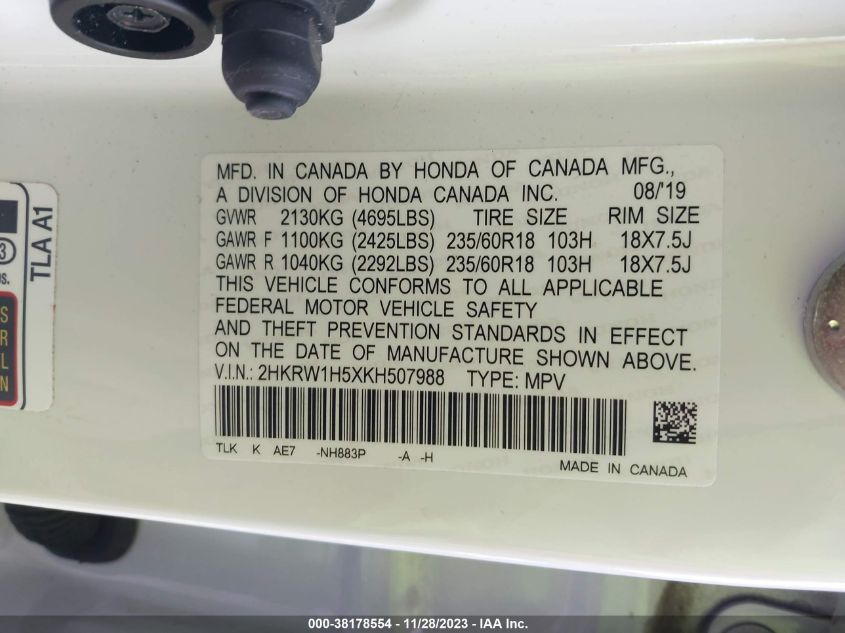 MFD. IN CANADA BY HONDA OF CANADA MFG.,
A DIVISION OF HONDA CANADA INC. 08/'19
GVWR 2130KG (4695LBS) TIRE SIZE RIM SIZE
GAWR F 1100KG (2425LBS) 235/60R18 103H 18X7.5J
GAWR R 1040KG (2292LBS) 235/60R18 103H 18X7.5J
THIS VEHICLE CONFORMS TO ALL APPLICABLE
FEDERAL MOTOR VEHICLE SAFETY
AND THEFT PREVENTION STANDARDS IN EFFECT
ON THE DATE OF MANUFACTURE SHOWN ABOVE.
V.I.N.: 2HKRW1H5XKH507988 TYPE: MPV
TLK K AE7 -NH883P -A -H
MADE IN CANADA
TLA A1
3
S
R
L
N
000-38178554 - 11/28/2023 - IAA Inc.